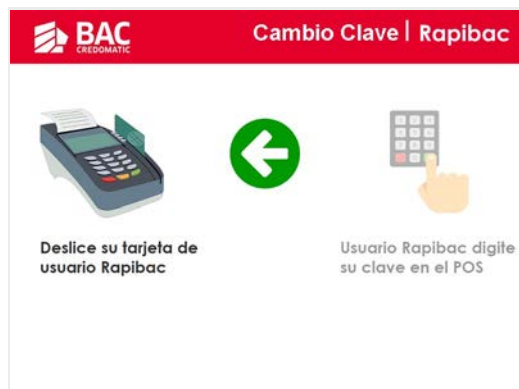 BAC
CREDOMATIC
Cambio Clave | Rapibac
Deslice su tarjeta de
usuario Rapibac
Usuario Rapibac digite
su clave en el POS